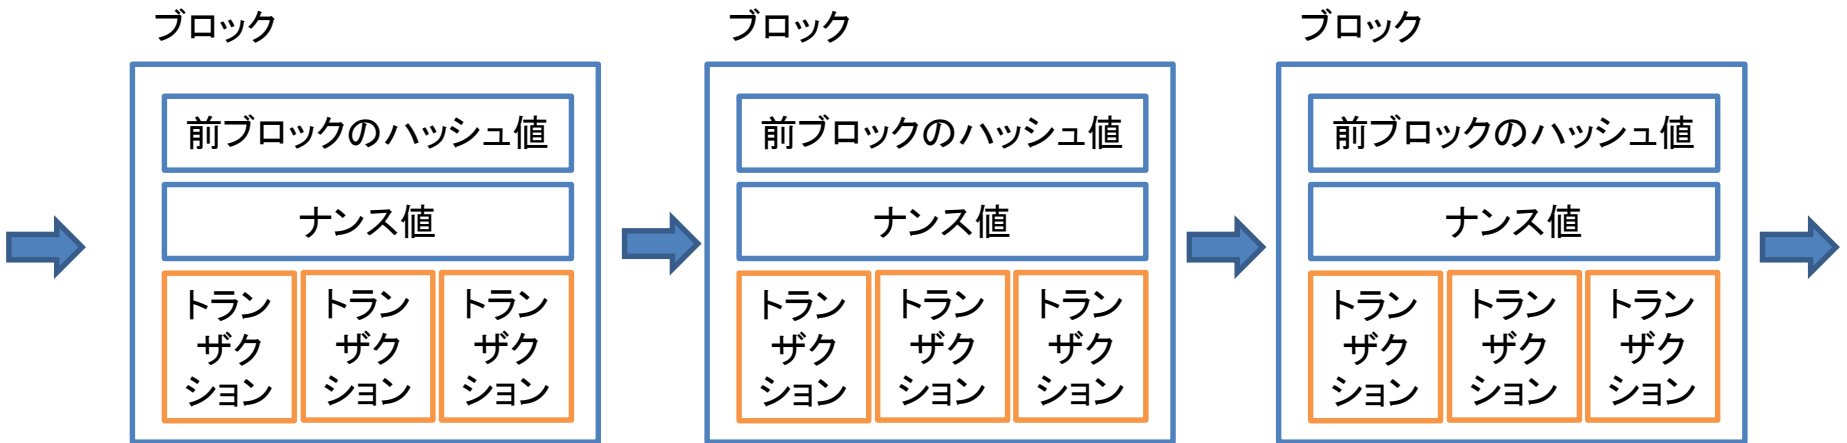 ブロック
前ブロックのハッシュ値
ナンス値
トラン
ザク
ション
トラン
ザク
ション
トラン
ザク
ション
ブロック
前ブロックのハッシュ値
ナンス値
トラン
ザク
ション
トラン
ザク
ション
トラン
ザク
ション
ブロック
前ブロックのハッシュ値
ナンス値
トラン
ザク
ション
トラン
ザク
ション
トラン
ザク
ション